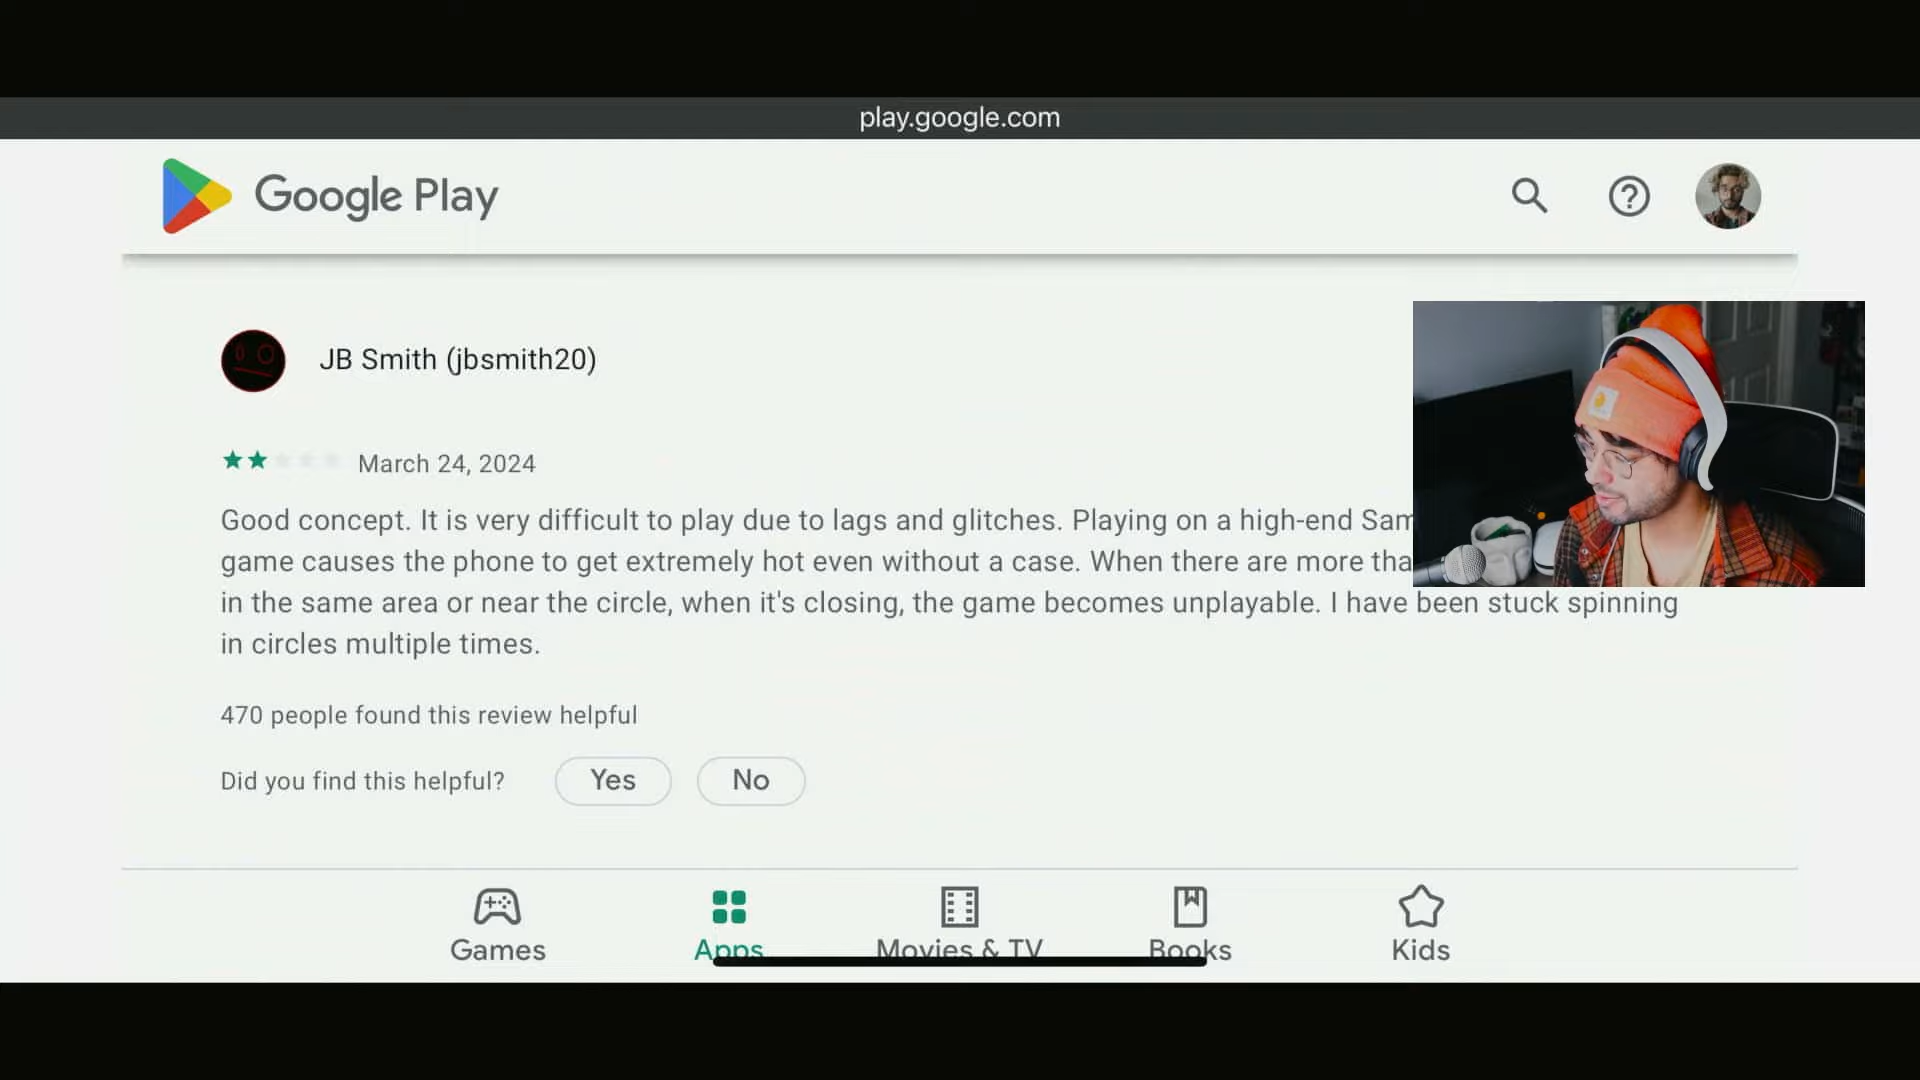 play.google.com
Google Play
JB Smith (jbsmith20)
March 24, 2024
Good concept. It is very difficult to play due to lags and glitches. Playing on a high-end
game causes the phone to get extremely hot even without a case. When there are more
in the same area or near the circle, when it's closing, the game becomes unplayable. I have been stuck spinning
in circles multiple times.
470 people found this review helpful
Did you find this helpful? Yes No
Games Apps Movies & TV Books Kids